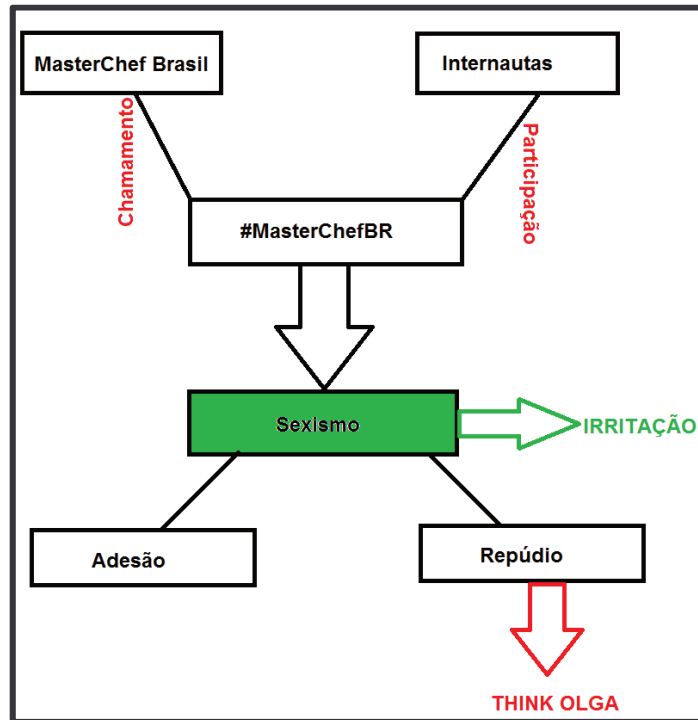 MasterChef Brasil
Internautas
Chamamento
Participação
#MasterChefBR
Sexismo
IRRITAÇÃO
Adesão
Repúdio
THINK OLGA